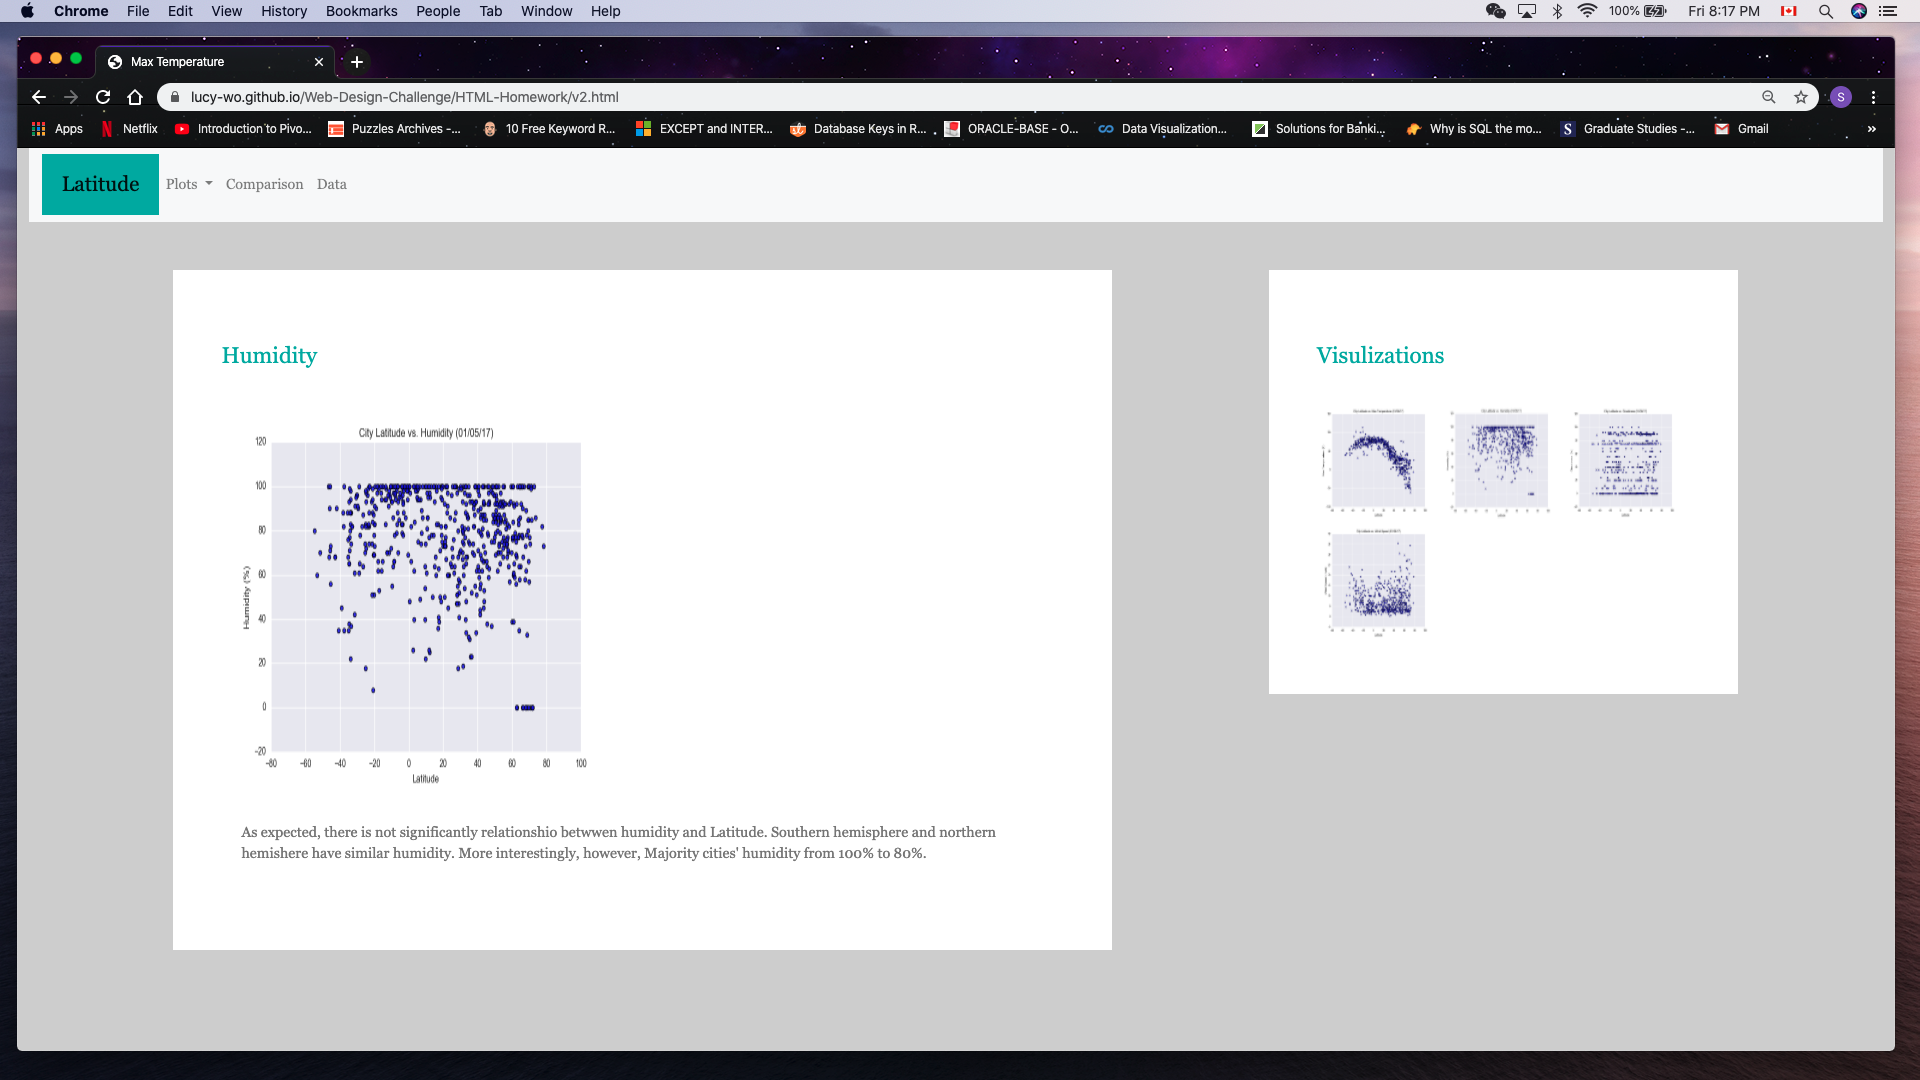 Chrome File Edit View History Bookmarks People Tab Window Help 100% Fri 8:17 PM
Max Temperature
lucy-wo.github.io/Web-Design-Challenge/HTML-Homework/v2.html S
Apps Netflix Introduction to Pivo... Puzzles Archives -... 10 Free Keyword R... EXCEPT and INTER... Database Keys in R... ORACLE-BASE - O... Data Visualization... Solutions for Banki... Why is SQL the mo... S Graduate Studies -... Gmail »
Latitude Plots Comparison Data
Humidity
City Latitude vs. Humidity (01/05/17)
120
100
80
60
40
20
0
-20
Humidity (%)
-80 -60 -40 -20 0 20 40 60 80 100
Latitude
As expected, there is not significantly relationshio betwwen humidity and Latitude. Southern hemisphere and northern
hemishere have similar humidity. More interestingly, however, Majority cities' humidity from 100% to 80%.
Visulizations